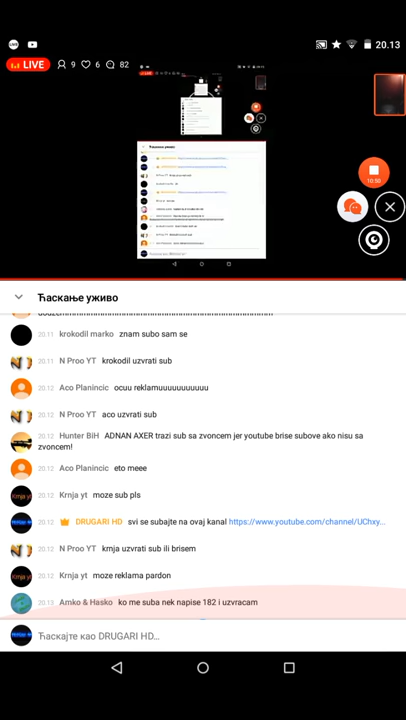 LIVE 20.13
LIVE 9 6 82
10:50
Ћаскање уживо
20.11 krokodil marko znam subo sam se
20.11 N Proo YT krokodil uzvrati sub
20.12 Aco Planincic ocuu reklamuuuuuuuuuu
20.12 N Proo YT aco uzvrati sub
20.12 Hunter BiH ADNAN AXER trazi sub sa zvoncem jer youtube brise subove ako nisu sa
zvoncem!
20.12 Aco Planincic eto meee
20.12 Krnja yt moze sub pls
20.12 DRUGARI HD svi se subajte na ovaj kanal https://www.youtube.com/channel/UChxy...
20.12 N Proo YT krnja uzvrati sub ili brisem
20.12 Krnja yt moze reklama pardon
20.13 Amko & Hasko ko me suba nek napise 182 i uzvracam
Ћаскајте као DRUGARI HD...